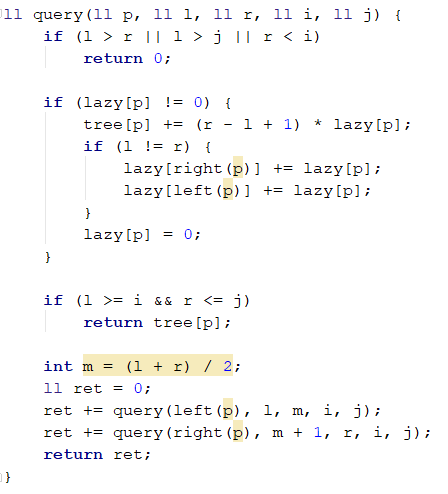 ll query(ll p, ll l, ll r, ll i, ll j) {
    if (l > r || l > j || r < i)
        return 0;

    if (lazy[p] != 0) {
        tree[p] += (r - l + 1) * lazy[p];
        if (l != r) {
            lazy[right(p)] += lazy[p];
            lazy[left(p)] += lazy[p];
        }
        lazy[p] = 0;
    }

    if (l >= i && r <= j)
        return tree[p];

    int m = (l + r) / 2;
    ll ret = 0;
    ret += query(left(p), l, m, i, j);
    ret += query(right(p), m + 1, r, i, j);
    return ret;
}